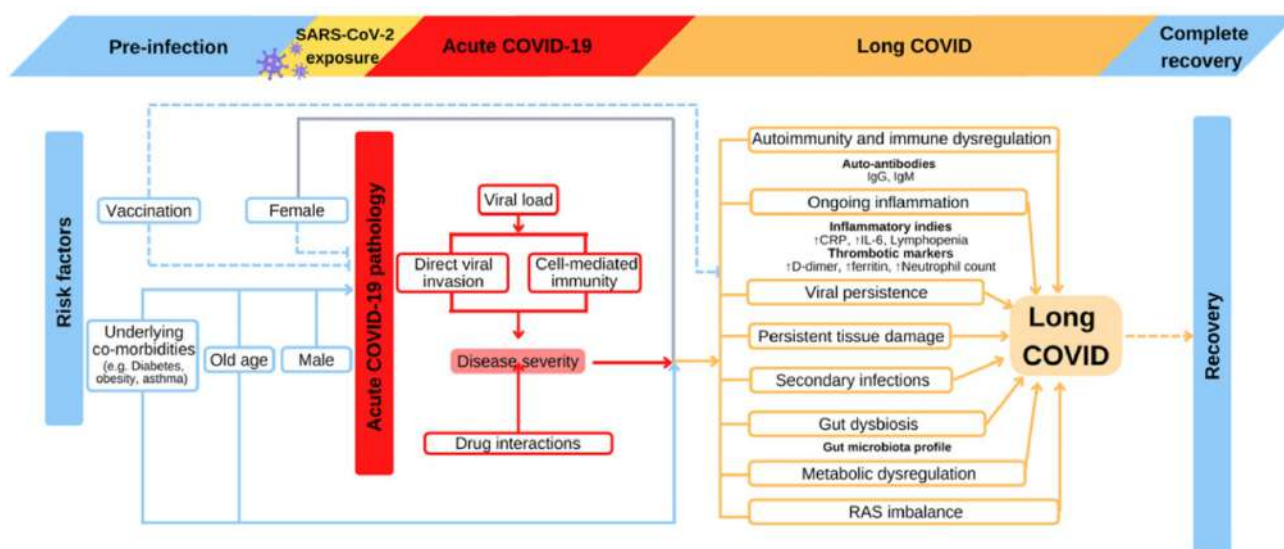 Pre-infection
SARS-CoV-2
exposure
Acute COVID-19
Long COVID
Complete
recovery
Risk factors
Vaccination
Female
Underlying
co-morbidities
(e.g. Diabetes,
obesity, asthma)
Old age
Male
Acute COVID-19 pathology
Viral load
Direct viral
invasion
Cell-mediated
immunity
Disease severity
Drug interactions
Autoimmunity and immune dysregulation
Auto-antibodies
IgG, IgM
Ongoing inflammation
Inflammatory indies
↑CRP, ↑IL-6, Lymphopenia
Thrombotic markers
↑D-dimer, ↑ferritin, ↑Neutrophil count
Viral persistence
Persistent tissue damage
Secondary infections
Gut dysbiosis
Gut microbiota profile
Metabolic dysregulation
RAS imbalance
Long
COVID
Recovery